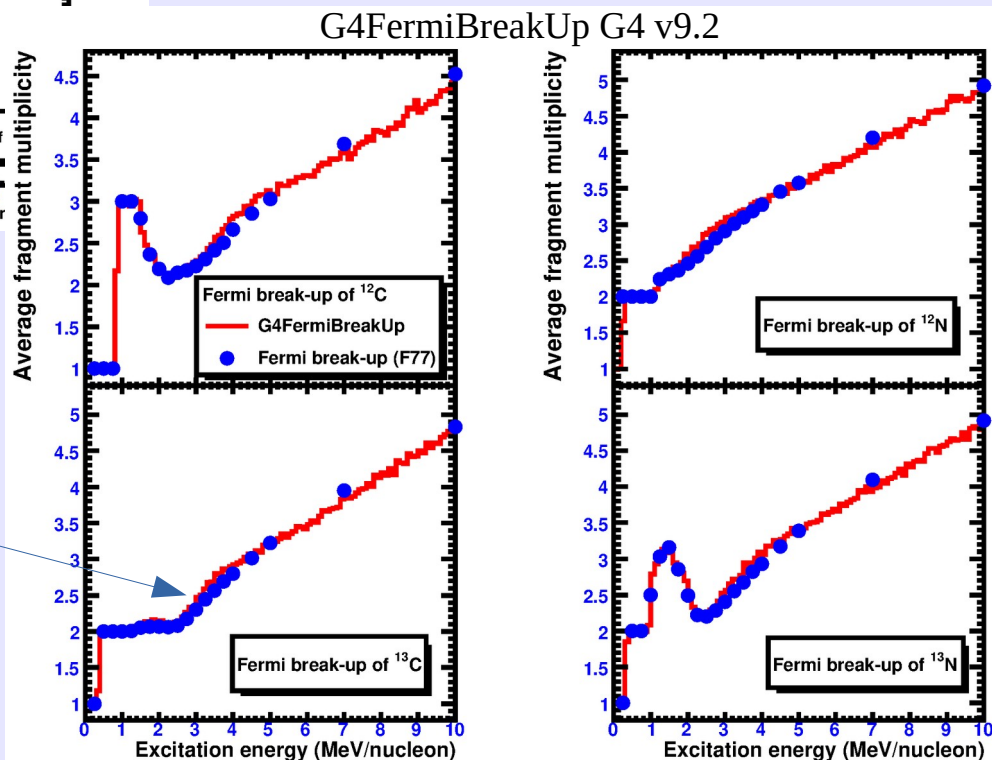 G4FermiBreakUp G4 v9.2
Average fragment multiplicity
4.5
4
3.5
3
2.5
2
1.5
1
Fermi break-up of ¹²C
G4FermiBreakUp
Fermi break-up (F77)
Average fragment multiplicity
5
4.5
4
3.5
3
2.5
2
1.5
1
Fermi break-up of ¹²N
5
4.5
4
3.5
3
2.5
2
1.5
1
Fermi break-up of ¹³C
0 1 2 3 4 5 6 7 8 9 10
Excitation energy (MeV/nucleon)
5
4.5
4
3.5
3
2.5
2
1.5
1
Fermi break-up of ¹³N
0 1 2 3 4 5 6 7 8 9 10
Excitation energy (MeV/nucleon)